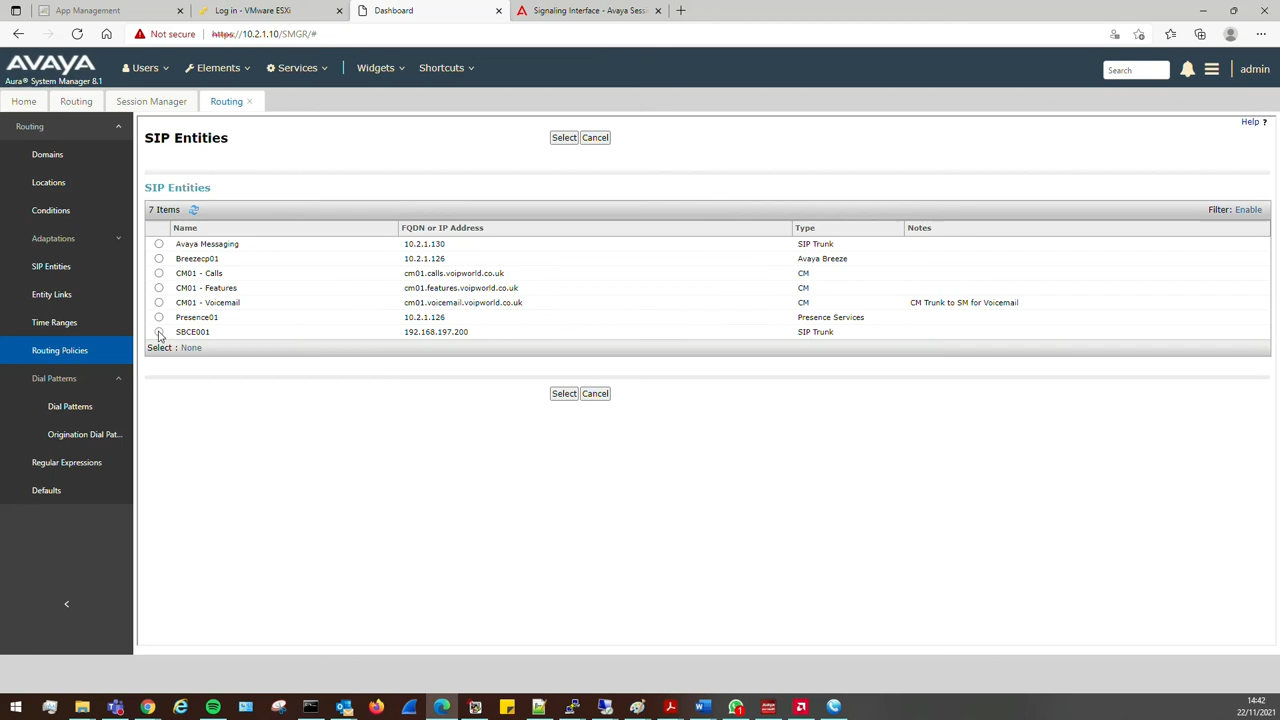 App Management
Log in - VMware ESXi
Dashboard
Signaling Interface - Avaya Sess
Not secure https://10.2.1.10/SMGR/#
AVAYA
Aura® System Manager 8.1
Users
Elements
Services
Widgets
Shortcuts
Search
admin
Home
Routing
Session Manager
Routing
Routing
Domains
Locations
Conditions
Adaptations
SIP Entities
Entity Links
Time Ranges
Routing Policies
Dial Patterns
Dial Patterns
Origination Dial Pat...
Regular Expressions
Defaults
Help ?
SIP Entities
Select Cancel
SIP Entities
7 Items
Filter: Enable
Name FQDN or IP Address Type Notes
Avaya Messaging 10.2.1.130 SIP Trunk
Breezecp01 10.2.1.126 Avaya Breeze
CM01 - Calls cm01.calls.voipworld.co.uk CM
CM01 - Features cm01.features.voipworld.co.uk CM
CM01 - Voicemail cm01.voicemail.voipworld.co.uk CM CM Trunk to SM for Voicemail
Presence01 10.2.1.126 Presence Services
SBCE001 192.168.197.200 SIP Trunk
Select : None
Select Cancel
14:42
22/11/2021